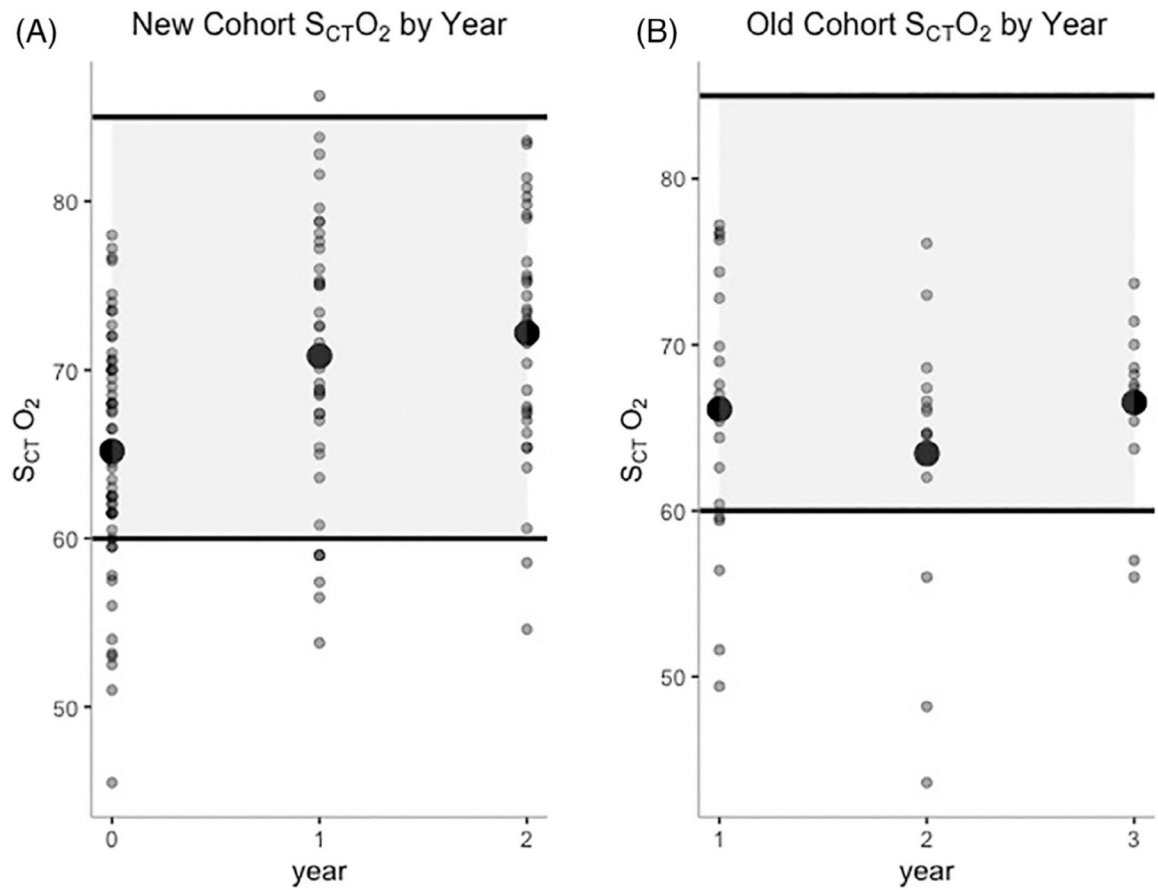 (A) New Cohort SCTO2 by Year
80
70
60
50
SCT O2
0 1 2
year
(B) Old Cohort SCTO2 by Year
80
70
60
50
SCT O2
1 2 3
year